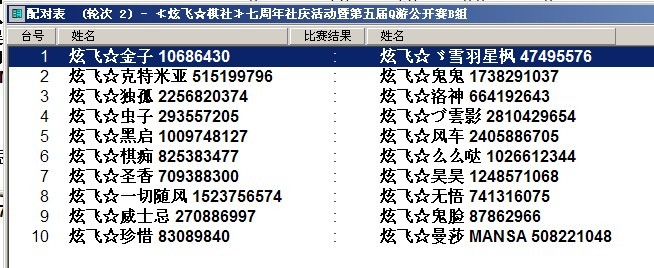 配对表 (轮次 2) - ≮炫飞☆棋社≯七周年社庆活动暨第五届Q游公开赛B组
台号 姓名 比赛结果 姓名
1 炫飞☆金子 10686430 : 炫飞☆ゞ雪羽星枫 47495576
2 炫飞☆克特米亚 515199796 : 炫飞☆鬼鬼 1738291037
3 炫飞☆独孤 2256820374 : 炫飞☆洛神 664192643
4 炫飞☆虫子 293557205 : 炫飞☆づ雲影 2810429654
5 炫飞☆黑启 1009748127 : 炫飞☆风车 2405886705
6 炫飞☆棋痴 825383477 : 炫飞☆么么哒 1026612344
7 炫飞☆圣香 709388300 : 炫飞☆昊昊 1248571068
8 炫飞☆一切随风 1523756574 : 炫飞☆无悟 741316075
9 炫飞☆威士忌 270886997 : 炫飞☆鬼脸 87862966
10 炫飞☆珍惜 83089840 : 炫飞☆曼莎 MANSA 508221048